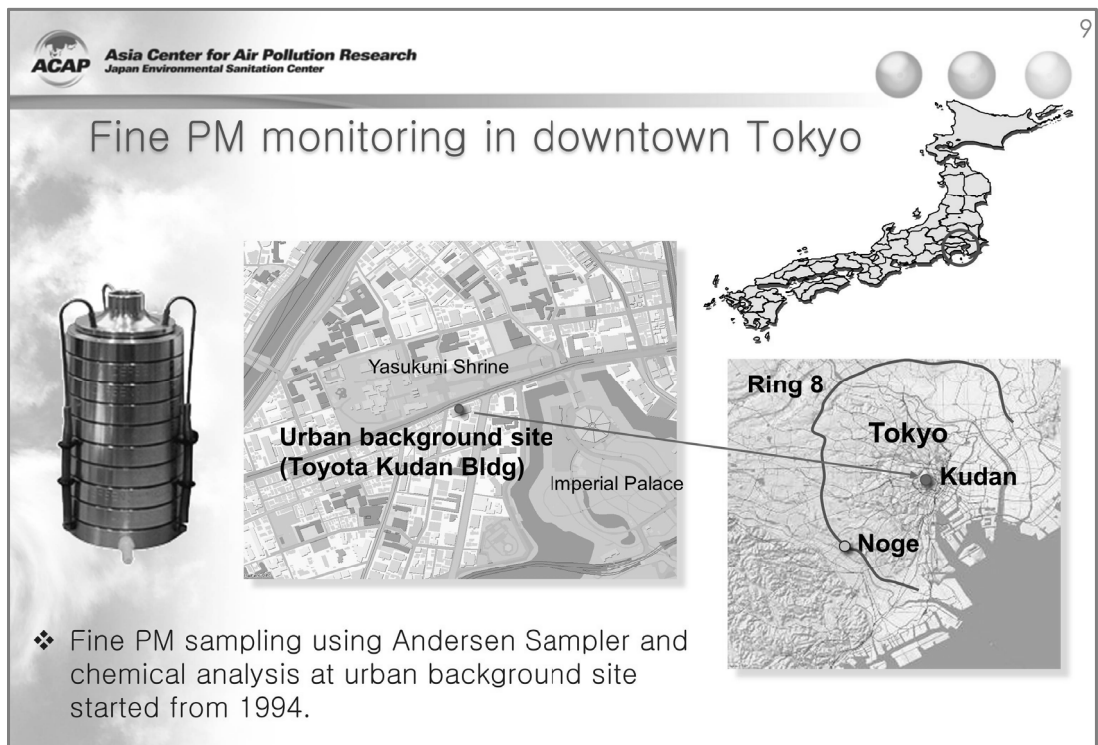 9
ACAP
Asia Center for Air Pollution Research
Japan Environmental Sanitation Center
Fine PM monitoring in downtown Tokyo
Yasukuni Shrine
Urban background site
(Toyota Kudan Bldg)
Imperial Palace
Ring 8
Tokyo
Kudan
Noge
❖ Fine PM sampling using Andersen Sampler and
chemical analysis at urban background site
started from 1994.